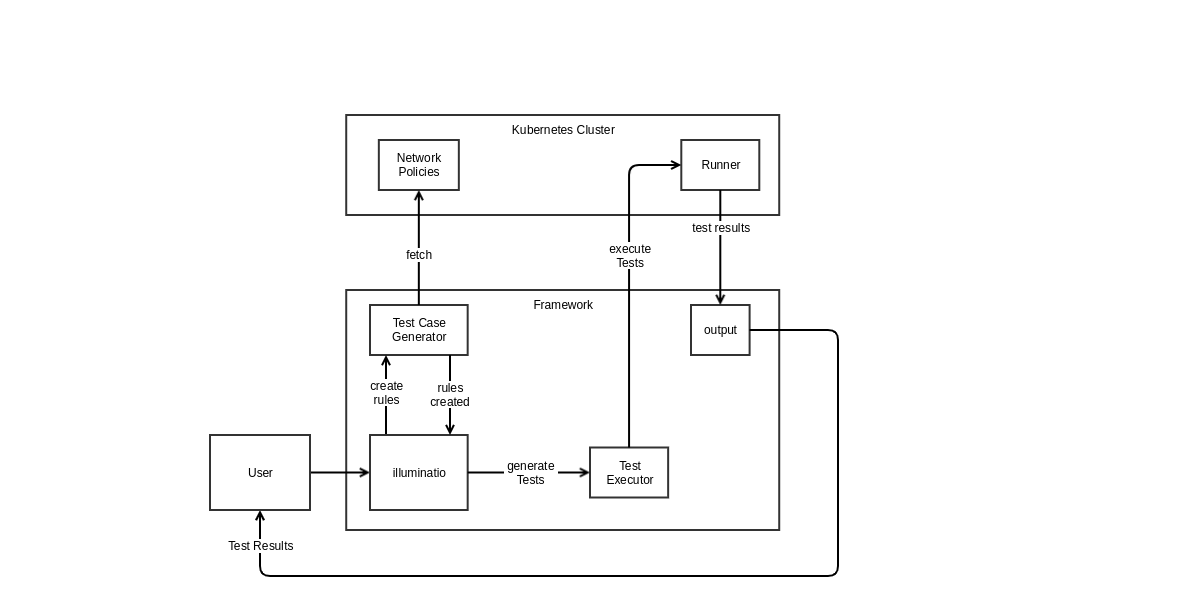 Kubernetes Cluster
Network
Policies
Runner
test results
execute
Tests
fetch
Framework
Test Case
Generator
output
create
rules
rules
created
User
illuminatio
generate
Tests
Test
Executor
Test Results